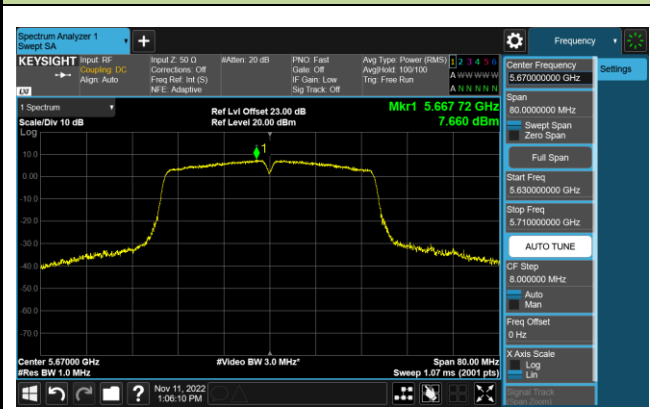 Spectrum Analyzer 1
Swept SA
+
Frequency
KEYSIGHT
Input: RF
Coupling: DC
Align: Auto
Input Z: 50 Ω
Corrections: Off
Freq Ref: Int (S)
NFE: Adaptive
#Atten: 20 dB
PNO: Fast
Gate: Off
IF Gain: Low
Sig Track: Off
Avg Type: Power (RMS)
Avg|Hold: 100/100
Trig: Free Run
1 2 3 4 5 6
A W W W W W
A N N N N N
LXI
Center Frequency
5.670000000 GHz
Settings
Span
80.0000000 MHz
Swept Span
Zero Span
Full Span
Start Freq
5.630000000 GHz
Stop Freq
5.710000000 GHz
AUTO TUNE
CF Step
8.000000 MHz
Auto
Man
Freq Offset
0 Hz
X Axis Scale
Log
Lin
Signal Track
(Span Zoom)
1 Spectrum
Scale/Div 10 dB
Ref Lvl Offset 23.00 dB
Ref Level 20.00 dBm
Mkr1 5.667 72 GHz
7.660 dBm
Log
1
10.0
0.00
-10.0
-20.0
-30.0
-40.0
-50.0
-60.0
-70.0
Center 5.67000 GHz
#Res BW 1.0 MHz
#Video BW 3.0 MHz*
Span 80.00 MHz
Sweep 1.07 ms (2001 pts)
?
Nov 11, 2022
1:06:10 PM